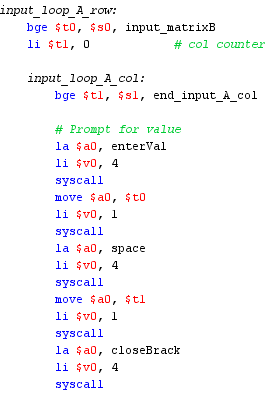 input_loop_A_row:
bge $t0, $s0, input_matrixB
li $t1, 0 # col counter
input_loop_A_col:
bge $t1, $s1, end_input_A_col
# Prompt for value
la $a0, enterVal
li $v0, 4
syscall
move $a0, $t0
li $v0, 1
syscall
la $a0, space
li $v0, 4
syscall
move $a0, $t1
li $v0, 1
syscall
la $a0, closeBrack
li $v0, 4
syscall